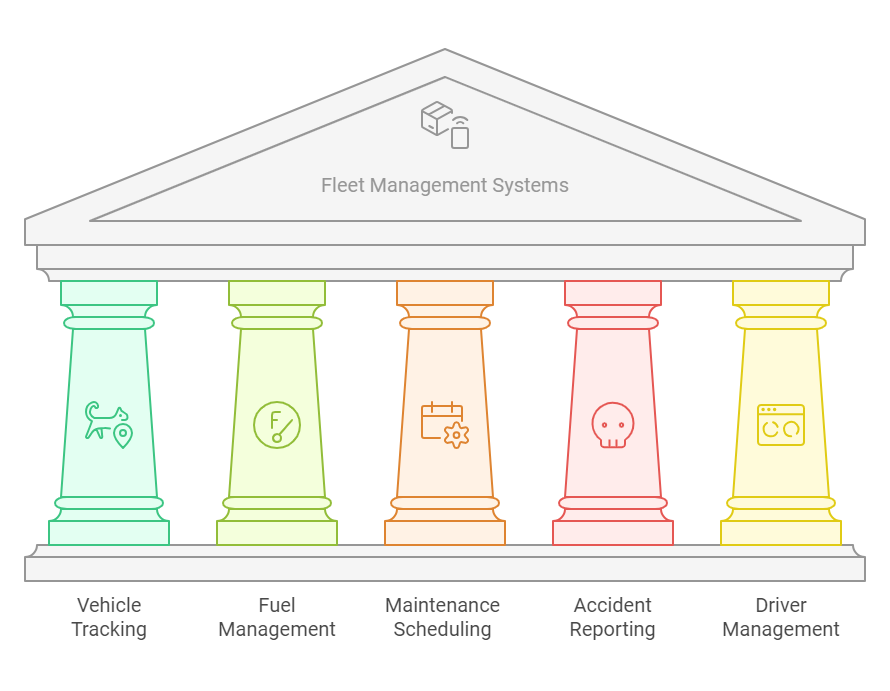 Fleet Management Systems
F
Vehicle
Tracking
Fuel
Management
Maintenance
Scheduling
Accident
Reporting
Driver
Management